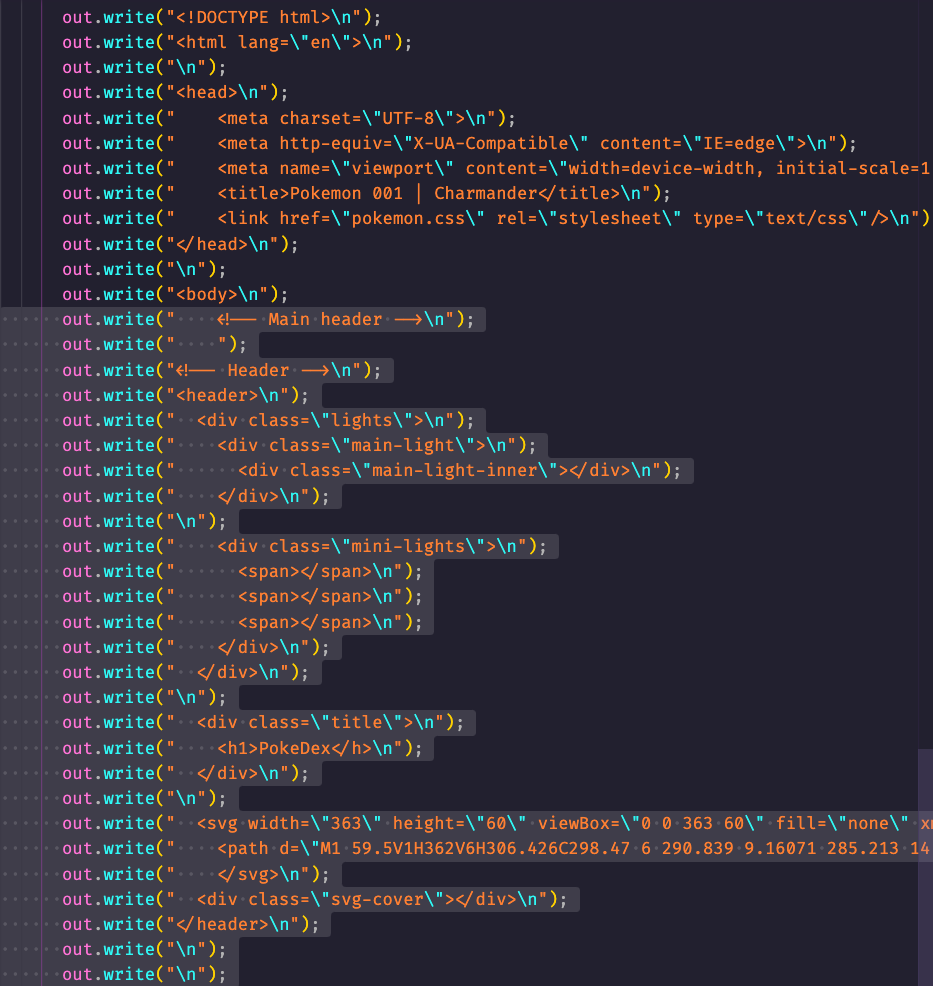 out.write("<!DOCTYPE html>\n");
out.write("<html lang=\"en\">\n");
out.write("\n");
out.write("<head>\n");
out.write("    <meta charset=\"UTF-8\">\n");
out.write("    <meta http-equiv=\"X-UA-Compatible\" content=\"IE=edge\">\n");
out.write("    <meta name=\"viewport\" content=\"width=device-width, initial-scale=1
out.write("    <title>Pokemon 001 | Charmander</title>\n");
out.write("    <link href=\"pokemon.css\" rel=\"stylesheet\" type=\"text/css\"/>\n")
out.write("</head>\n");
out.write("\n");
out.write("<body>\n");
out.write("    <!-- Main header -->\n");
out.write("    ");
out.write("<!-- Header -->\n");
out.write("<header>\n");
out.write("  <div class=\"lights\">\n");
out.write("    <div class=\"main-light\">\n");
out.write("      <div class=\"main-light-inner\"></div>\n");
out.write("    </div>\n");
out.write("\n");
out.write("    <div class=\"mini-lights\">\n");
out.write("      <span></span>\n");
out.write("      <span></span>\n");
out.write("      <span></span>\n");
out.write("    </div>\n");
out.write("  </div>\n");
out.write("\n");
out.write("  <div class=\"title\">\n");
out.write("    <h1>PokeDex</h>\n");
out.write("  </div>\n");
out.write("\n");
out.write("  <svg width=\"363\" height=\"60\" viewBox=\"0 0 363 60\" fill=\"none\"
out.write("    <path d=\"M1 59.5V1H362V6H306.426C298.47 6 290.839 9.16071 285.213 14
out.write("    </svg>\n");
out.write("  <div class=\"svg-cover\"></div>\n");
out.write("</header>\n");
out.write("\n");
out.write("\n");